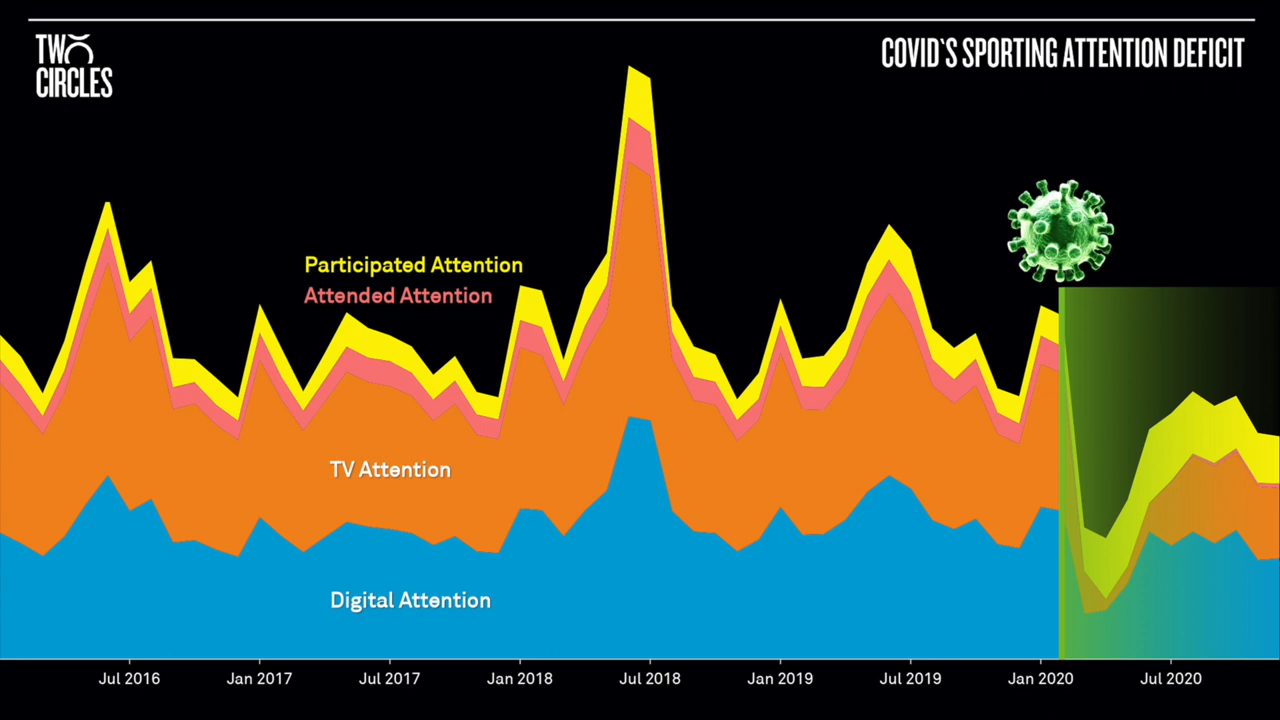 TWO
CIRCLES
COVID`S SPORTING ATTENTION DEFICIT
Participated Attention
Attended Attention
TV Attention
Digital Attention
Jul 2016 Jan 2017 Jul 2017 Jan 2018 Jul 2018 Jan 2019 Jul 2019 Jan 2020 Jul 2020